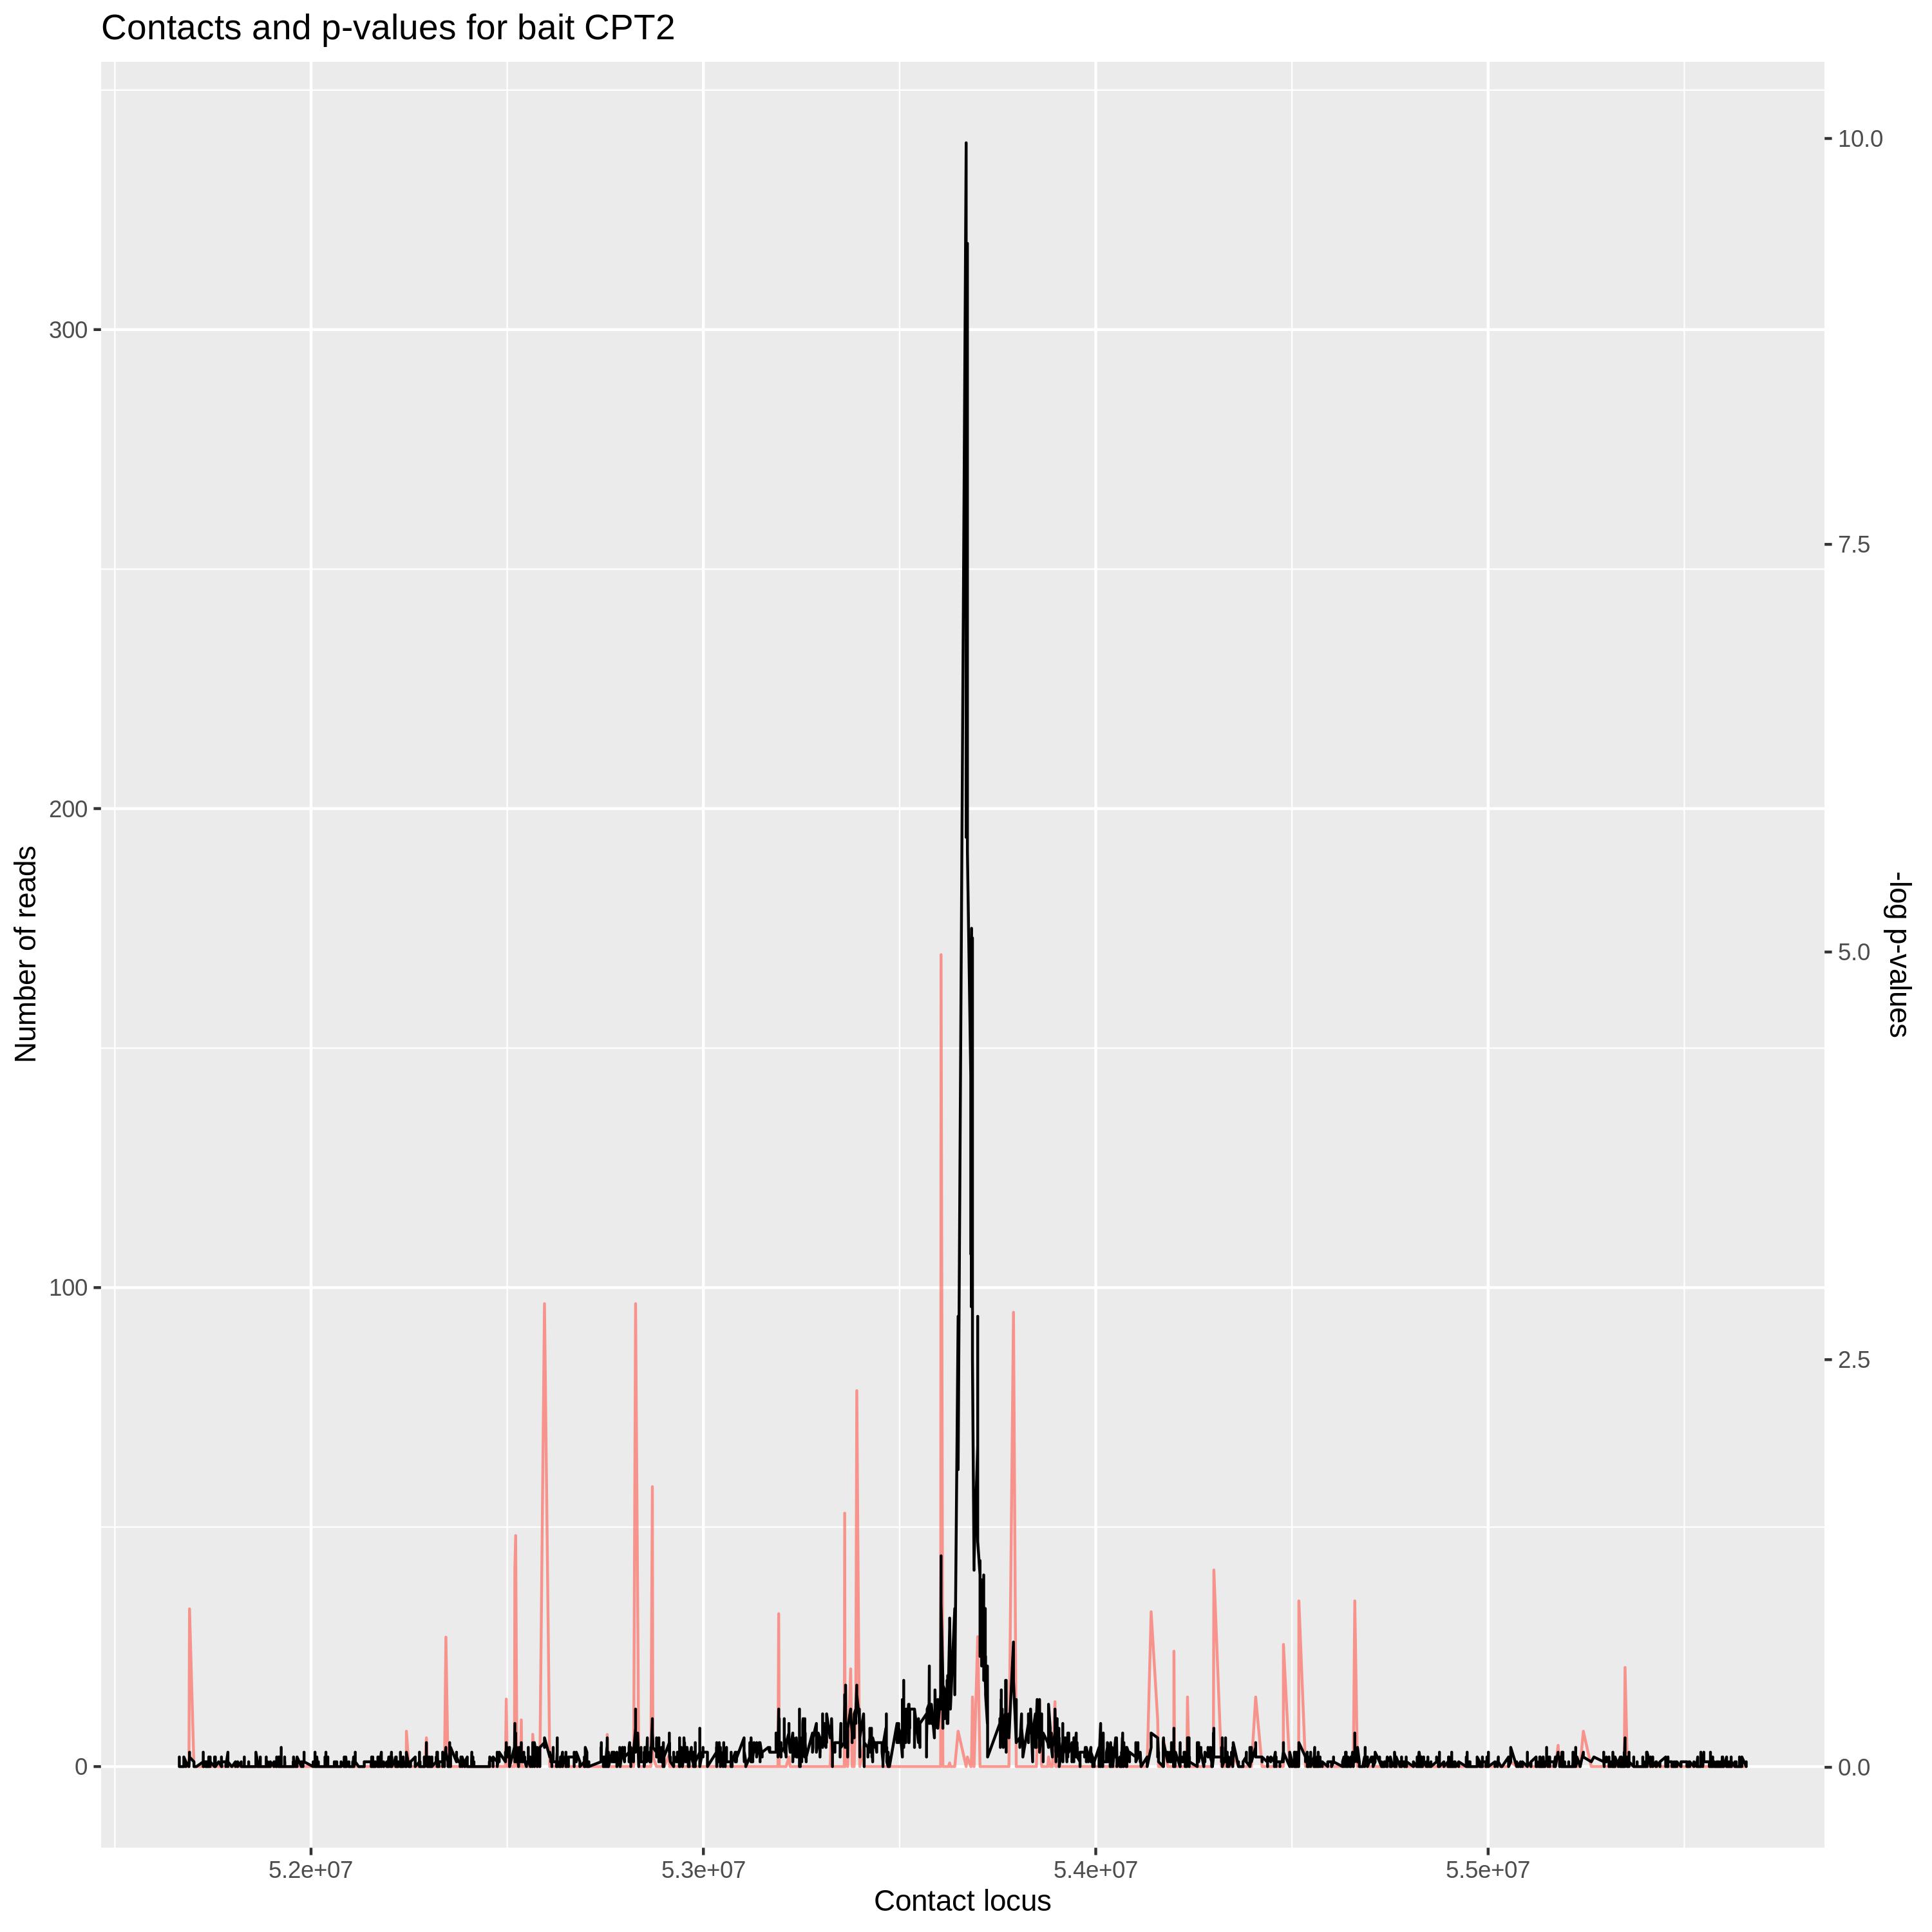 Contacts and p-values for bait CPT2
Number of reads
300
200
100
0
10.0
7.5
5.0
2.5
0.0
-log p-values
5.2e+07
5.3e+07
5.4e+07
5.5e+07
Contact locus